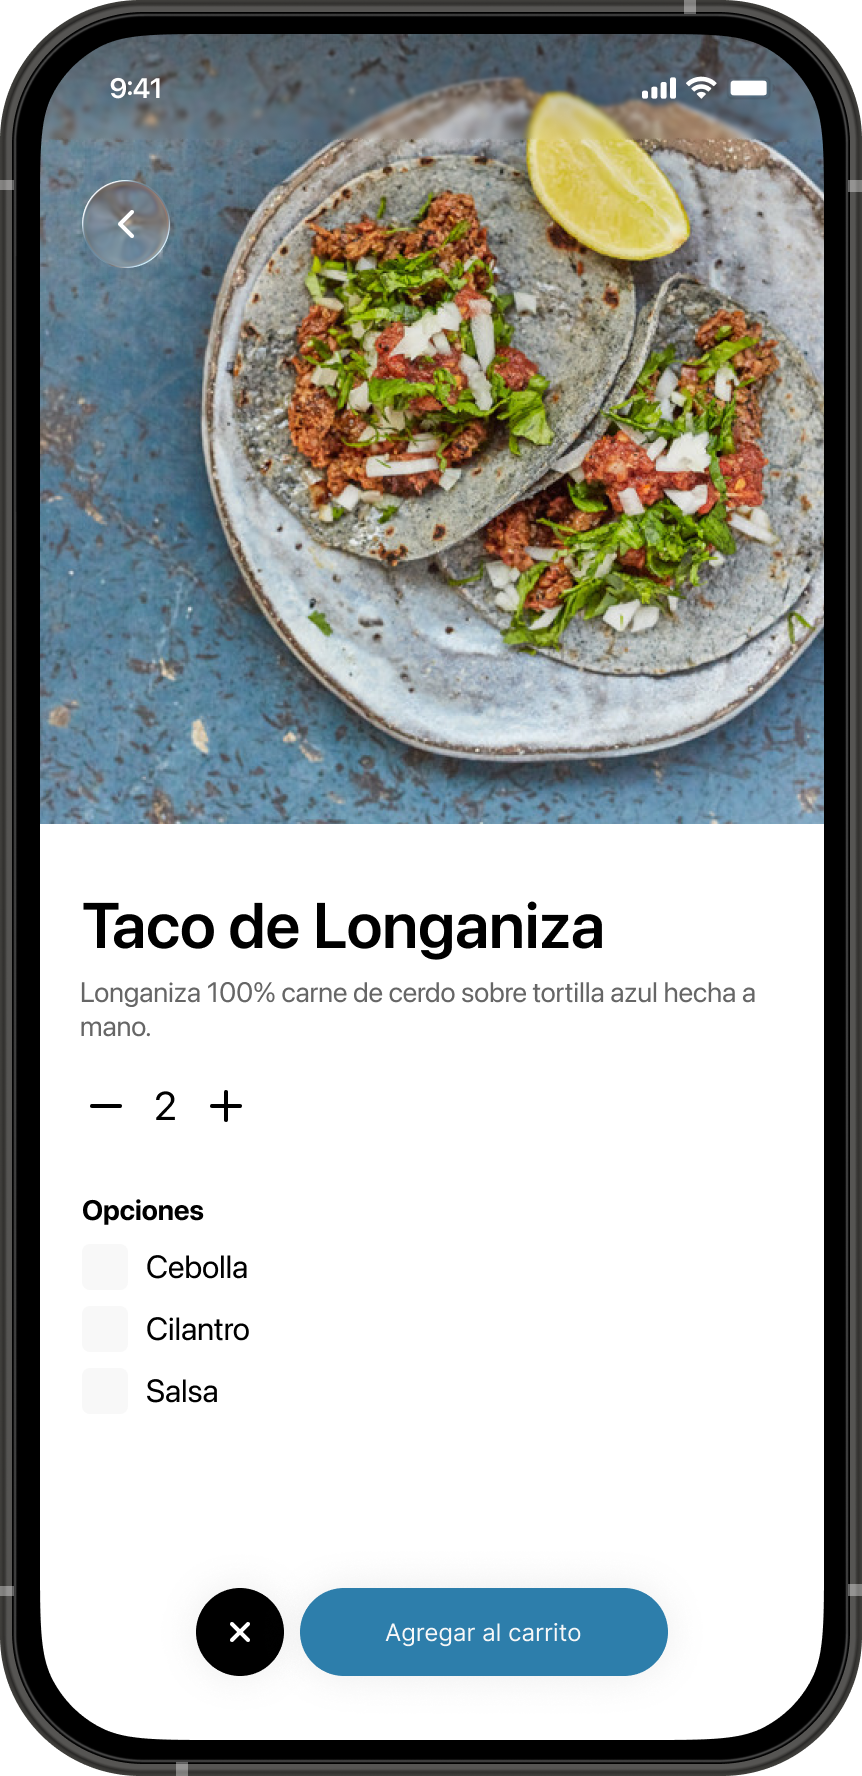 9:41
Taco de Longaniza
Longaniza 100% carne de cerdo sobre tortilla azul hecha a
mano.
2
Opciones
Cebolla
Cilantro
Salsa
Agregar al carrito